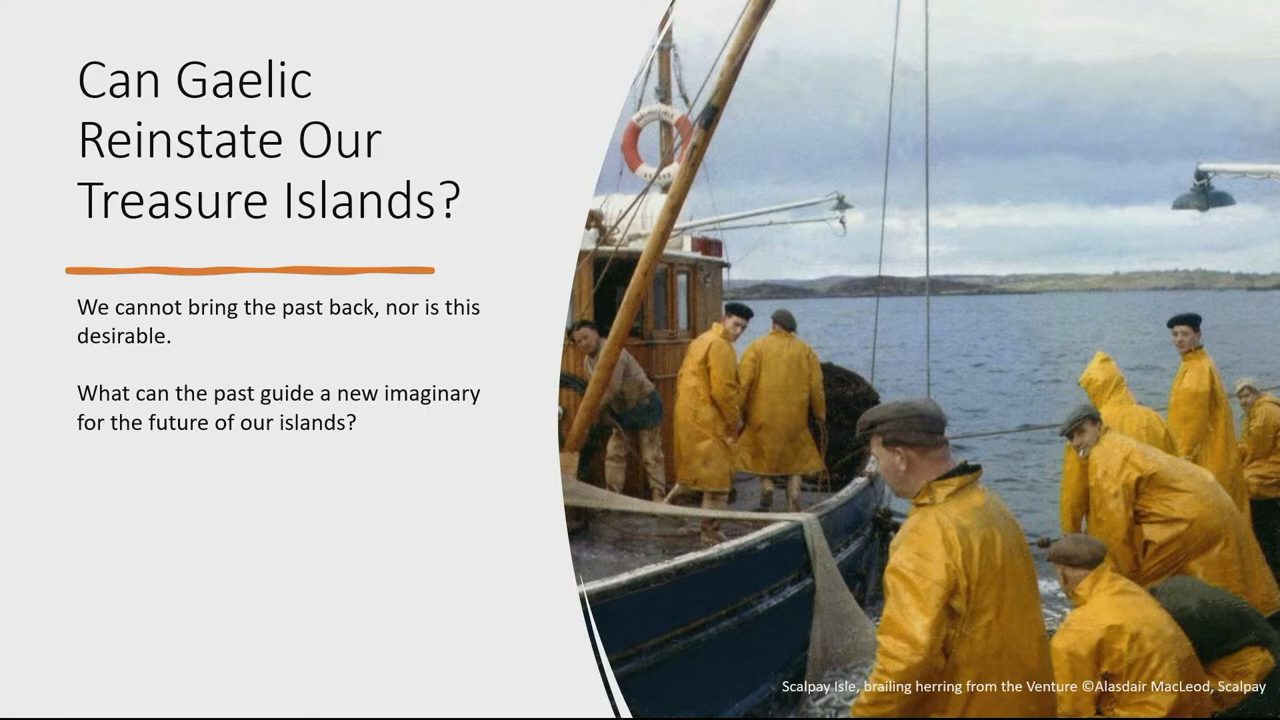 Can Gaelic
Reinstate Our
Treasure Islands?
We cannot bring the past back, nor is this
desirable.
What can the past guide a new imaginary
for the future of our islands?
Scalpay Isle, brailing herring from the Venture ©Alasdair MacLeod, Scalpay